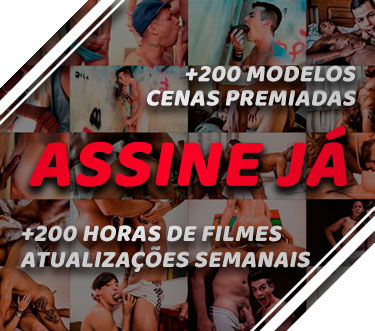 +200 MODELOS
CENAS PREMIADAS
ASSINE JÁ
+200 HORAS DE FILMES
ATUALIZAÇÕES SEMANAIS